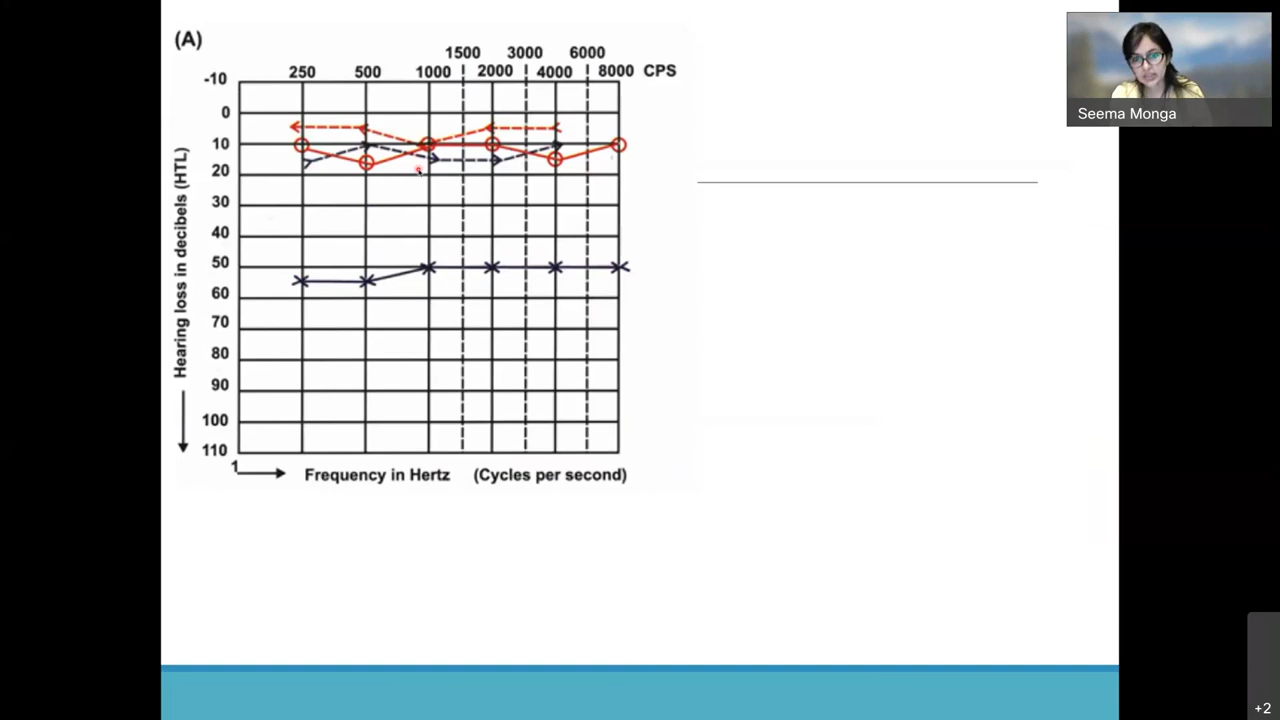 (A)
1500 3000 6000
250 500 1000 2000 4000 8000 CPS
-10
0
10
20
30
40
50
60
70
80
90
100
110
Hearing loss in decibels (HTL)
1
Frequency in Hertz (Cycles per second)
Seema Monga
+2